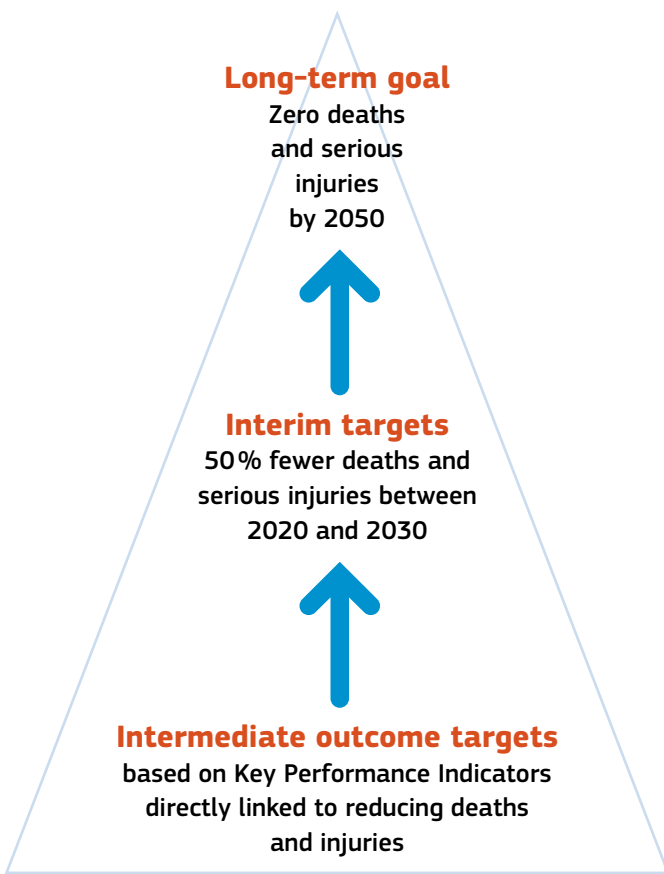 Long-term goal
Zero deaths
and serious
injuries
by 2050
Interim targets
50% fewer deaths and
serious injuries between
2020 and 2030
Intermediate outcome targets
based on Key Performance Indicators
directly linked to reducing deaths
and injuries